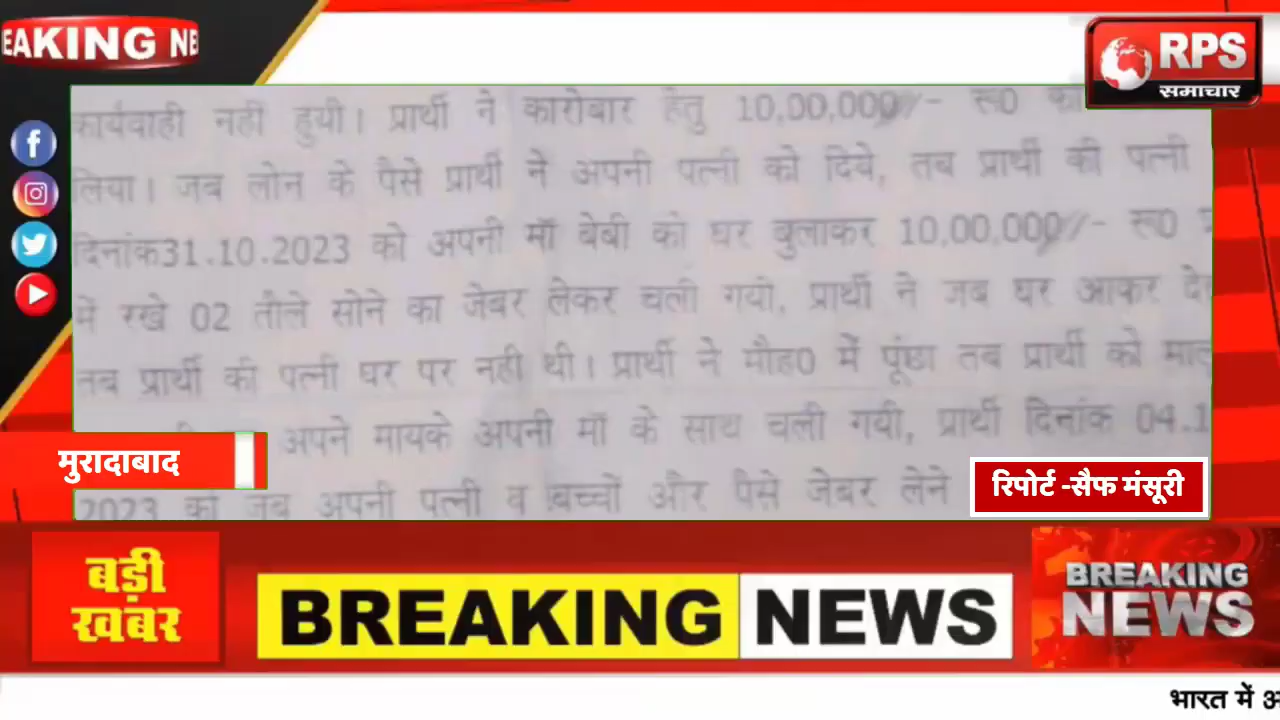 EAKING NE
RPS
समाचार
कार्यवाही नहीं हुयी। प्रार्थी ने कारोबार हेतु 10,00,000/- रू0
लिया। जब लोन के पैसे प्रार्थी ने अपनी पत्नी को दिये, तब प्रार्थी की पत्नी
दिनांक31.10.2023 को अपनी माँ बेबी को घर बुलाकर 10,00,000/- रू0
में रखे 02 तौले सोने का जेबर लेकर चली गयी, प्रार्थी ने जब घर आकर
तब प्रार्थी की पत्नी घर पर नही थी। प्रार्थी ने मौह0 में पूंछा तब प्रार्थी को
अपने मायके अपनी माँ के साथ चली गयी, प्रार्थी दिनांक 04.1
2023 को जब अपनी पत्नी व बच्चों और पैसे जेबर लेने
मुरादाबाद
रिपोर्ट -सैफ मंसूरी
बड़ी
खबर
BREAKING NEWS
BREAKING
NEWS
भारत में